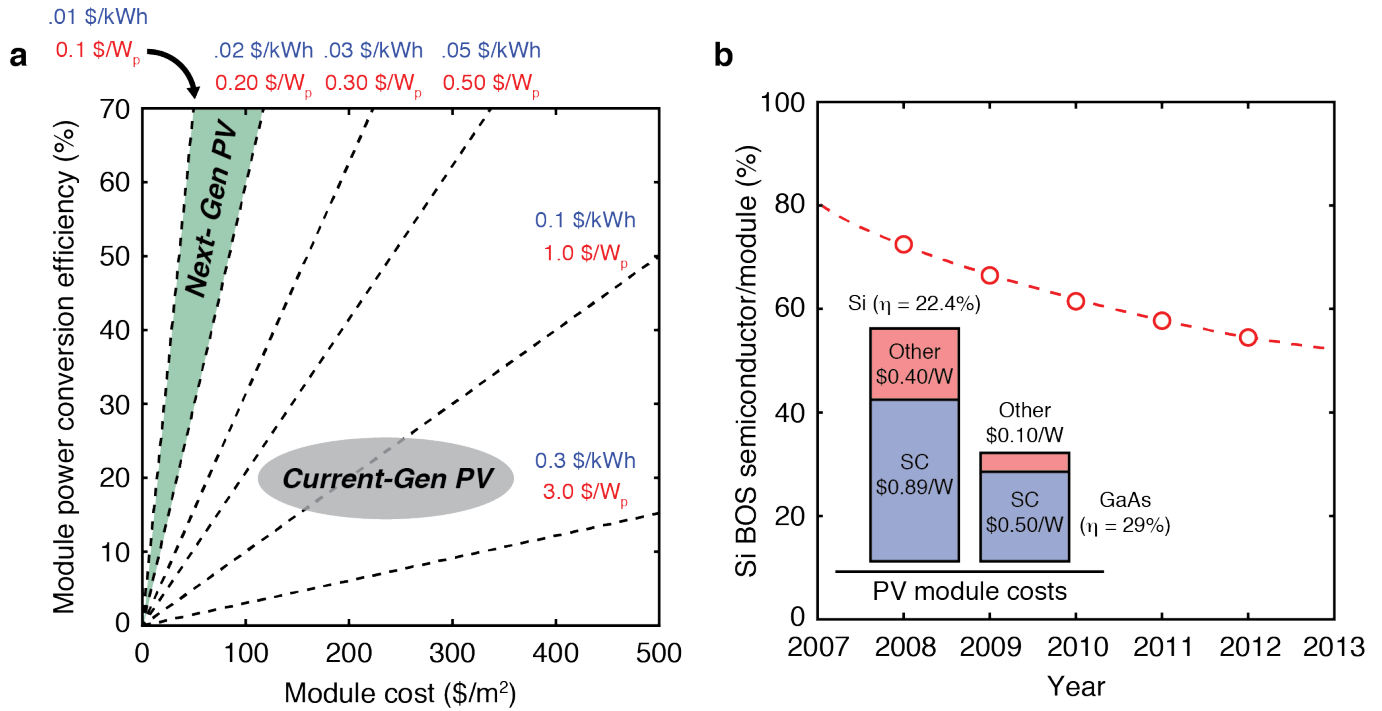 a
.01 $/kWh
0.1 $/Wp
.02 $/kWh
0.20 $/Wp
.03 $/kWh
0.30 $/Wp
.05 $/kWh
0.50 $/Wp
Module power conversion efficiency (%)
70
60
50
40
30
20
10
0
Next- Gen PV
0.1 $/kWh
1.0 $/Wp
Current-Gen PV
0.3 $/kWh
3.0 $/Wp
0 100 200 300 400 500
Module cost ($/m²)
b
Si BOS semiconductor/module (%)
100
80
60
40
20
0
Si (η = 22.4%)
Other
$0.40/W
SC
$0.89/W
Other
$0.10/W
SC
$0.50/W
GaAs
(η = 29%)
PV module costs
2007 2008 2009 2010 2011 2012 2013
Year